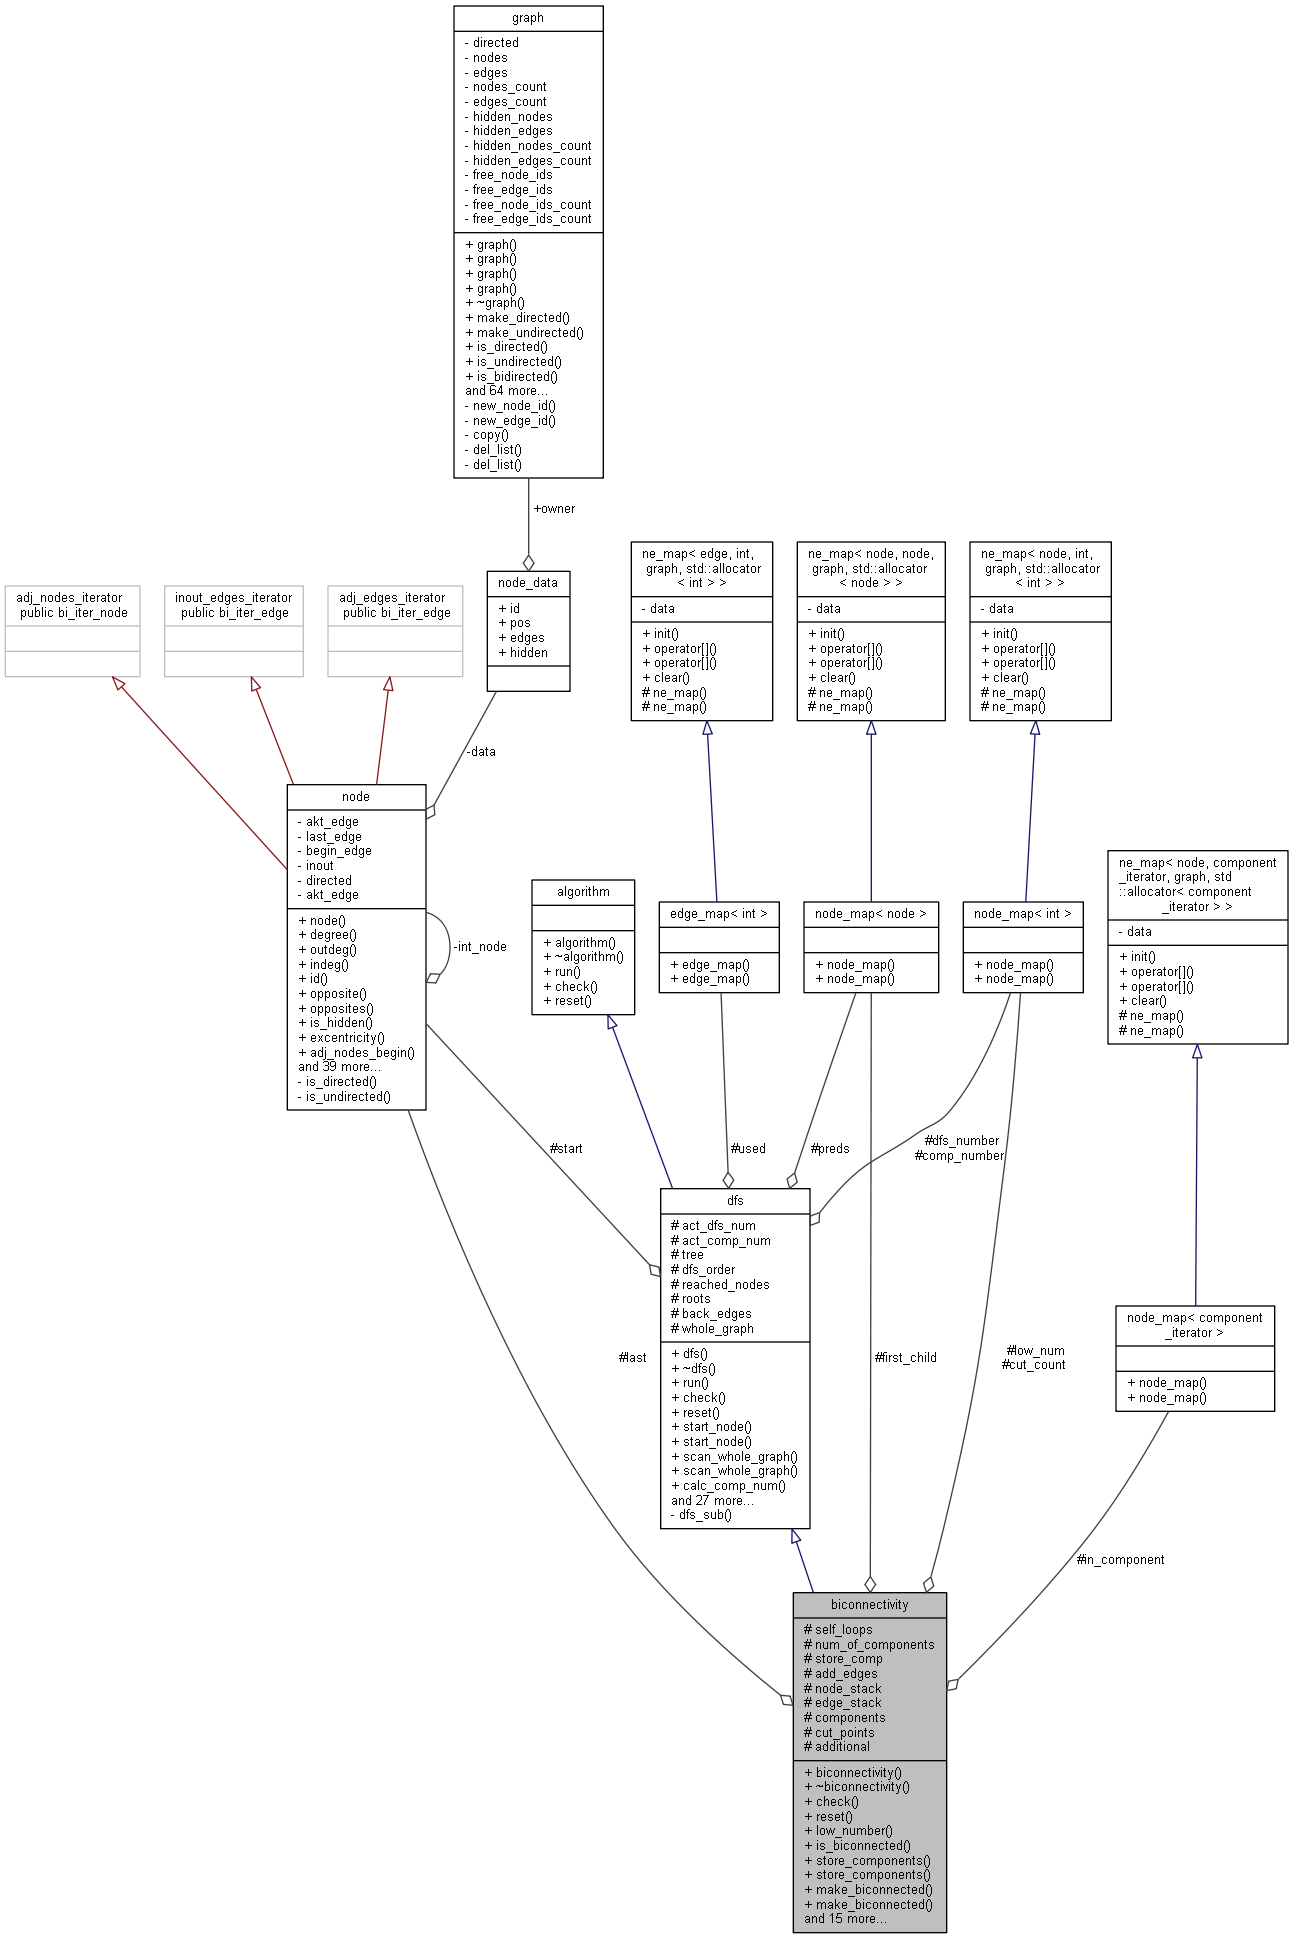 graph
- directed
- nodes
- edges
- nodes_count
- edges_count
- hidden_nodes
- hidden_edges
- hidden_nodes_count
- hidden_edges_count
- free_node_ids
- free_edge_ids
- free_node_ids_count
- free_edge_ids_count
+ graph()
+ graph()
+ graph()
+ graph()
+ ~graph()
+ make_directed()
+ make_undirected()
+ is_directed()
+ is_undirected()
+ is_bidirected()
and 64 more...
- new_node_id()
- new_edge_id()
- copy()
- del_list()
- del_list()
+owner
adj_nodes_iterator
public bi_iter_node
inout_edges_iterator
public bi_iter_edge
adj_edges_iterator
public bi_iter_edge
node_data
+ id
+ pos
+ edges
+ hidden
ne_map< edge, int,
graph, std::allocator
< int > >
- data
+ init()
+ operator[]()
+ operator[]()
+ clear()
# ne_map()
# ne_map()
ne_map< node, node,
graph, std::allocator
< node > >
- data
+ init()
+ operator[]()
+ operator[]()
+ clear()
# ne_map()
# ne_map()
ne_map< node, int,
graph, std::allocator
< int > >
- data
+ init()
+ operator[]()
+ operator[]()
+ clear()
# ne_map()
# ne_map()
-data
node
- akt_edge
- last_edge
- begin_edge
- inout
- directed
- akt_edge
+ node()
+ degree()
+ outdeg()
+ indeg()
+ id()
+ opposite()
+ opposites()
+ is_hidden()
+ excentricity()
+ adj_nodes_begin()
and 39 more...
- is_directed()
- is_undirected()
-int_node
algorithm
+ algorithm()
+ ~algorithm()
+ run()
+ check()
+ reset()
edge_map< int >
+ edge_map()
+ edge_map()
node_map< node >
+ node_map()
+ node_map()
node_map< int >
+ node_map()
+ node_map()
ne_map< node, component
_iterator, graph, std
::allocator< component
_iterator > >
- data
+ init()
+ operator[]()
+ operator[]()
+ clear()
# ne_map()
# ne_map()
#start
#used
#preds
#dfs_number
#comp_number
dfs
# act_dfs_num
# act_comp_num
# tree
# dfs_order
# reached_nodes
# roots
# back_edges
# whole_graph
+ dfs()
+ ~dfs()
+ run()
+ check()
+ reset()
+ start_node()
+ start_node()
+ scan_whole_graph()
+ scan_whole_graph()
+ calc_comp_num()
and 27 more...
- dfs_sub()
#last
#first_child
#low_num
#cut_count
node_map< component
_iterator >
+ node_map()
+ node_map()
#in_component
biconnectivity
# self_loops
# num_of_components
# store_comp
# add_edges
# node_stack
# edge_stack
# components
# cut_points
# additional
+ biconnectivity()
+ ~biconnectivity()
+ check()
+ reset()
+ low_number()
+ is_biconnected()
+ store_components()
+ store_components()
+ make_biconnected()
+ make_biconnected()
and 15 more...